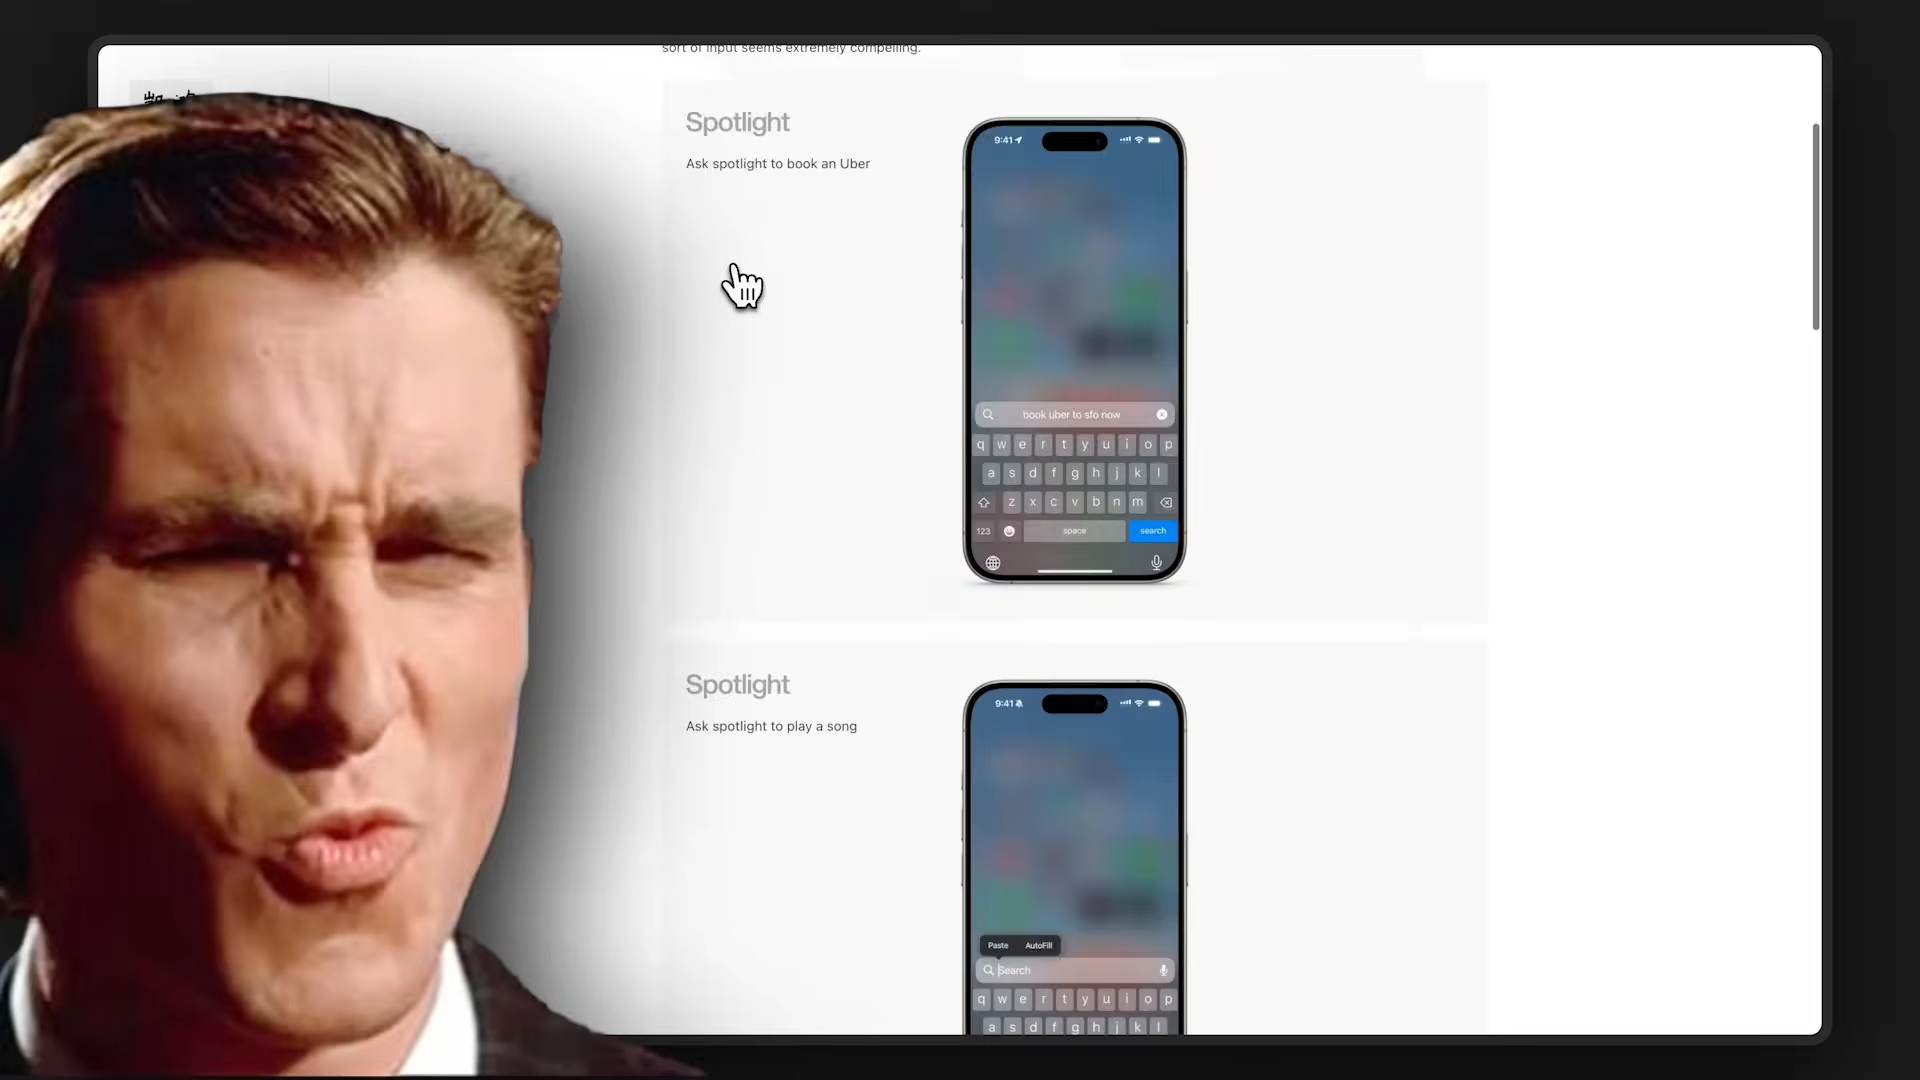 sort of input seems extremely compelling.
Spotlight
Ask spotlight to book an Uber
9:41
book uber to sfo now
q w e r t y u i o p
a s d f g h j k l
z x c v b n m
123 space search
Spotlight
Ask spotlight to play a song
9:41
Paste AutoFill
Search
q w e r t y u i o p
a s d f g h j k l